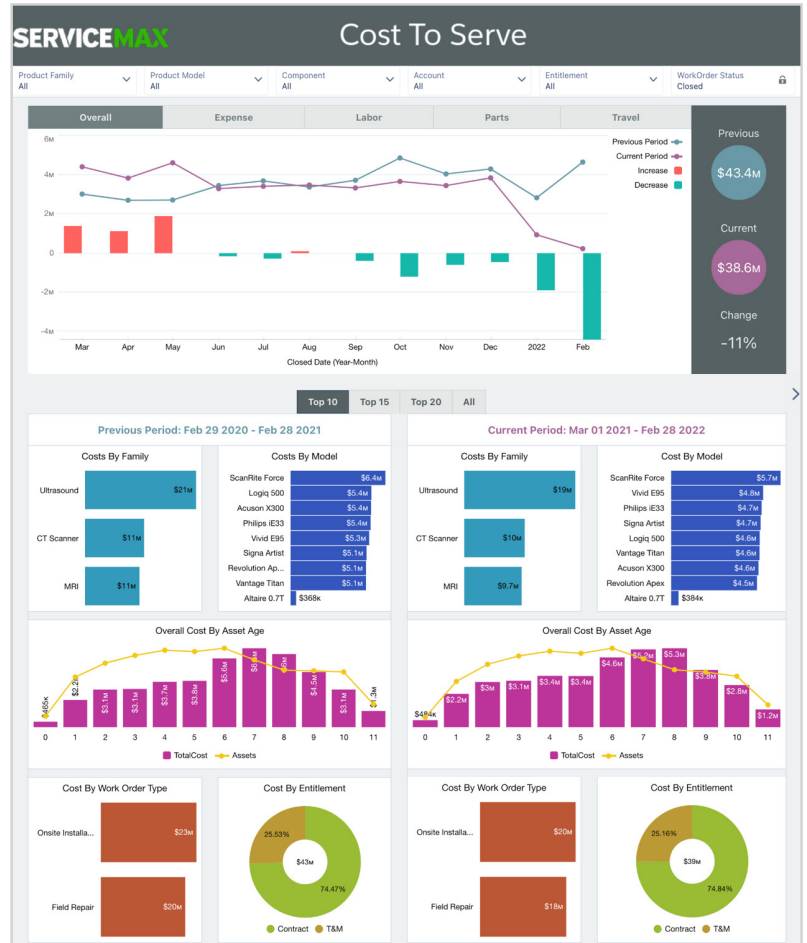 SERVICEMAX
Cost To Serve
Product Family
All
Product Model
All
Component
All
Account
All
Entitlement
All
WorkOrder Status
Closed
Overall
Expense
Labor
Parts
Travel
6M
4M
2M
0
-2M
-4M
Mar Apr May Jun Jul Aug Sep Oct Nov Dec 2022 Feb
Closed Date (Year-Month)
Previous Period
Current Period
Increase
Decrease
Previous
$43.4M
Current
$38.6M
Change
-11%
Top 10 Top 15 Top 20 All
Previous Period: Feb 29 2020 - Feb 28 2021
Costs By Family
Ultrasound $21M
CT Scanner $11M
MRI $11M
Costs By Model
ScanRite Force $6.4M
Logiq 500 $5.4M
Acuson X300 $5.4M
Philips iE33 $5.4M
Vivid E95 $5.3M
Signa Artist $5.1M
Revolution Ap... $5.1M
Vantage Titan $5.1M
Altaire 0.7T $368K
Overall Cost By Asset Age
$465K $3.1M $3.1M $3.7M $3.8M $5.6M $4.5M $3.1M
0 1 2 3 4 5 6 7 8 9 10 11
TotalCost Assets
Cost By Work Order Type
Onsite Installa... $23M
Field Repair $20M
Cost By Entitlement
25.53%
$43M
74.47%
Contract T&M
Current Period: Mar 01 2021 - Feb 28 2022
Costs By Family
Ultrasound $19M
CT Scanner $10M
MRI $9.7M
Cost By Model
ScanRite Force $5.7M
Vivid E95 $4.8M
Philips iE33 $4.7M
Signa Artist $4.7M
Logiq 500 $4.6M
Vantage Titan $4.6M
Acuson X300 $4.6M
Revolution Apex $4.5M
Altaire 0.7T $384K
Overall Cost By Asset Age
$484K $2.2M $3M $3.1M $3.4M $3.4M $4.6M $5.2M $5.3M $3.8M $2.8M $1.2M
0 1 2 3 4 5 6 7 8 9 10 11
TotalCost Assets
Cost By Work Order Type
Onsite Installa... $20M
Field Repair $18M
Cost By Entitlement
25.16%
$39M
74.84%
Contract T&M